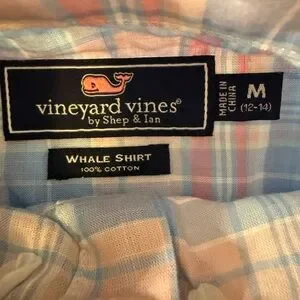 vineyard vines®
by Shep & Ian
MADE IN
CHINA
M
(12-14)
WHALE SHIRT
100% COTTON